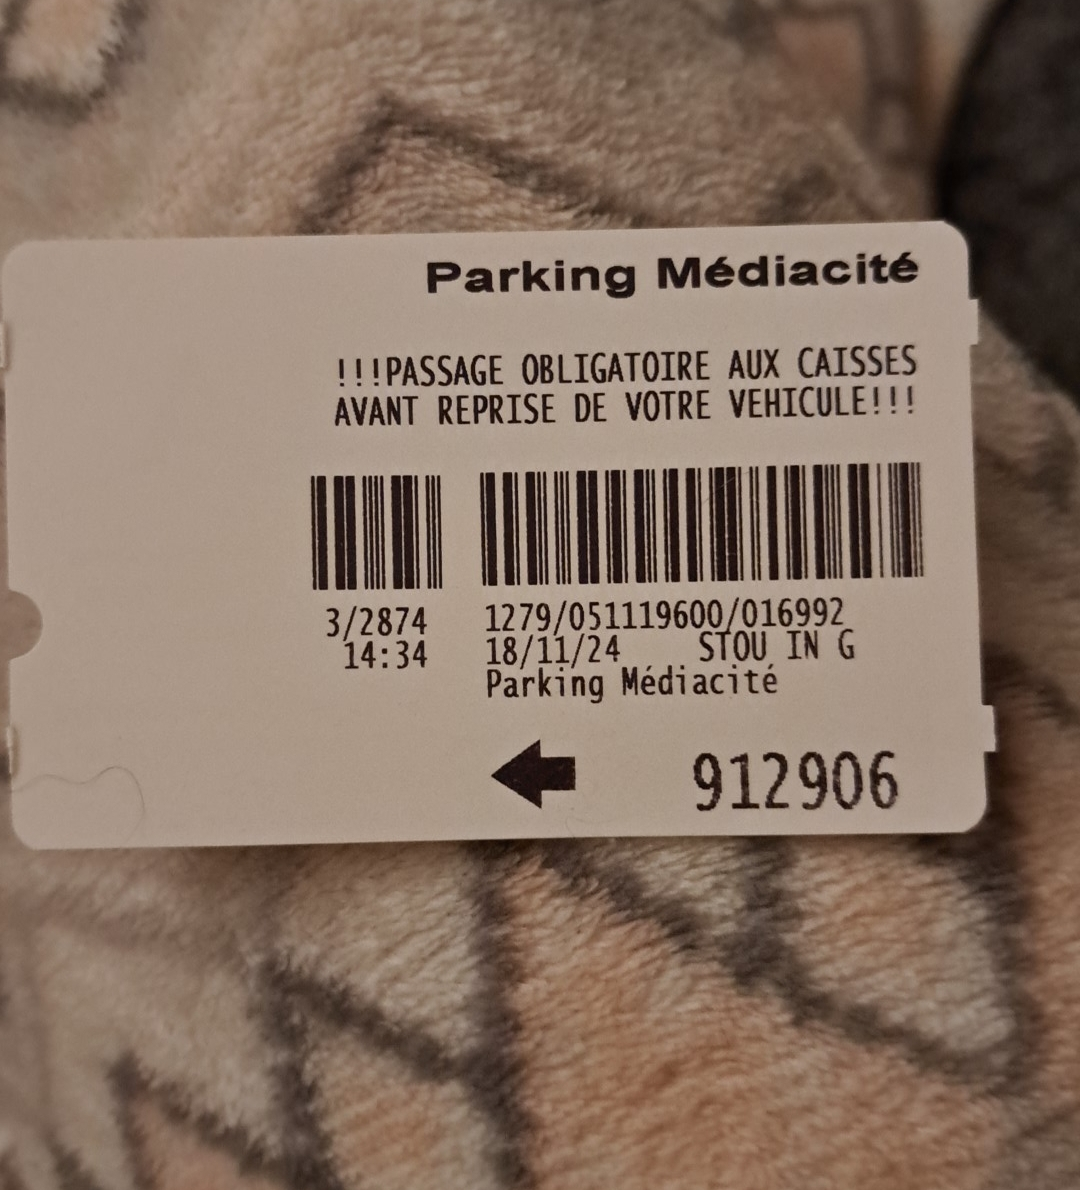 Parking Médiacité
!!!PASSAGE OBLIGATOIRE AUX CAISSES
AVANT REPRISE DE VOTRE VEHICULE!!!
3/2874 1279/051119600/016992
14:34 18/11/24 STOU IN G
Parking Médiacité
912906